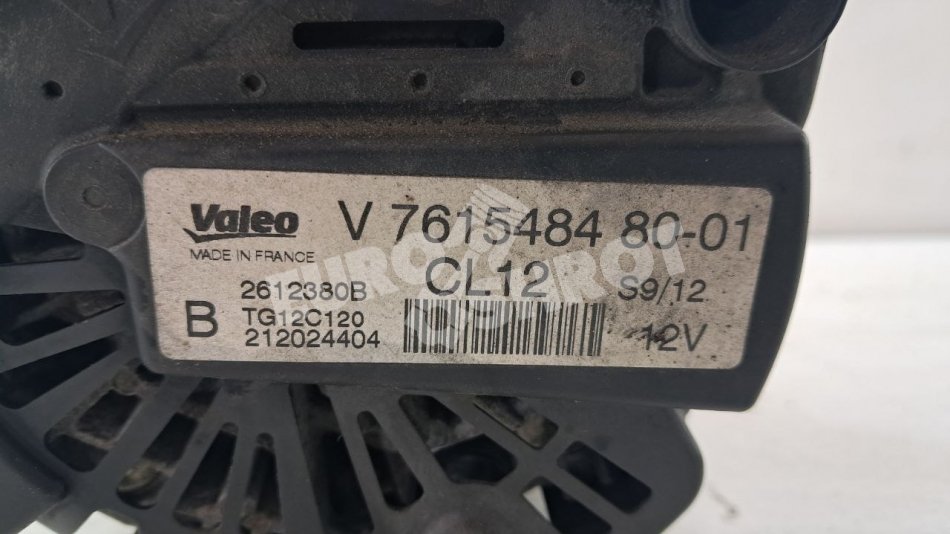 Valeo V 7615484 80-01
MADE IN FRANCE
CL12 S9/12
2612380B
B TG12C120
212024404
12V